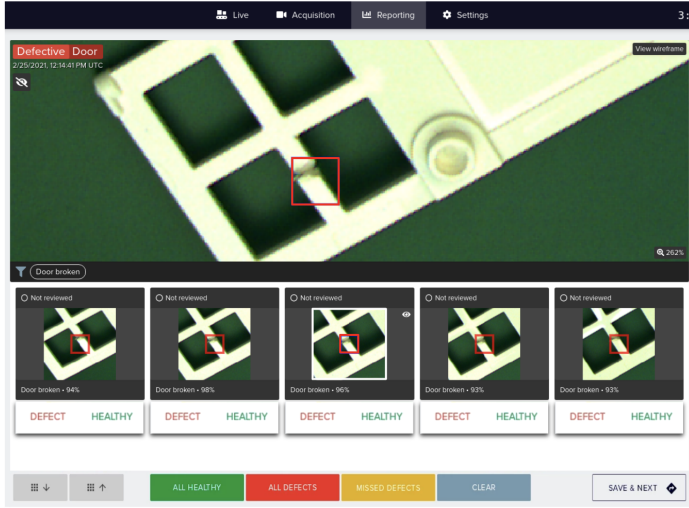 Live Acquisition Reporting Settings 3:
Defective Door View wireframe
2/25/2021, 12:14:41 PM UTC
262%
Door broken
Not reviewed Not reviewed Not reviewed Not reviewed Not reviewed
Door broken • 94% Door broken • 98% Door broken • 96% Door broken • 93% Door broken • 93%
DEFECT HEALTHY DEFECT HEALTHY DEFECT HEALTHY DEFECT HEALTHY DEFECT HEALTHY
ALL HEALTHY ALL DEFECTS MISSED DEFECTS CLEAR SAVE & NEXT